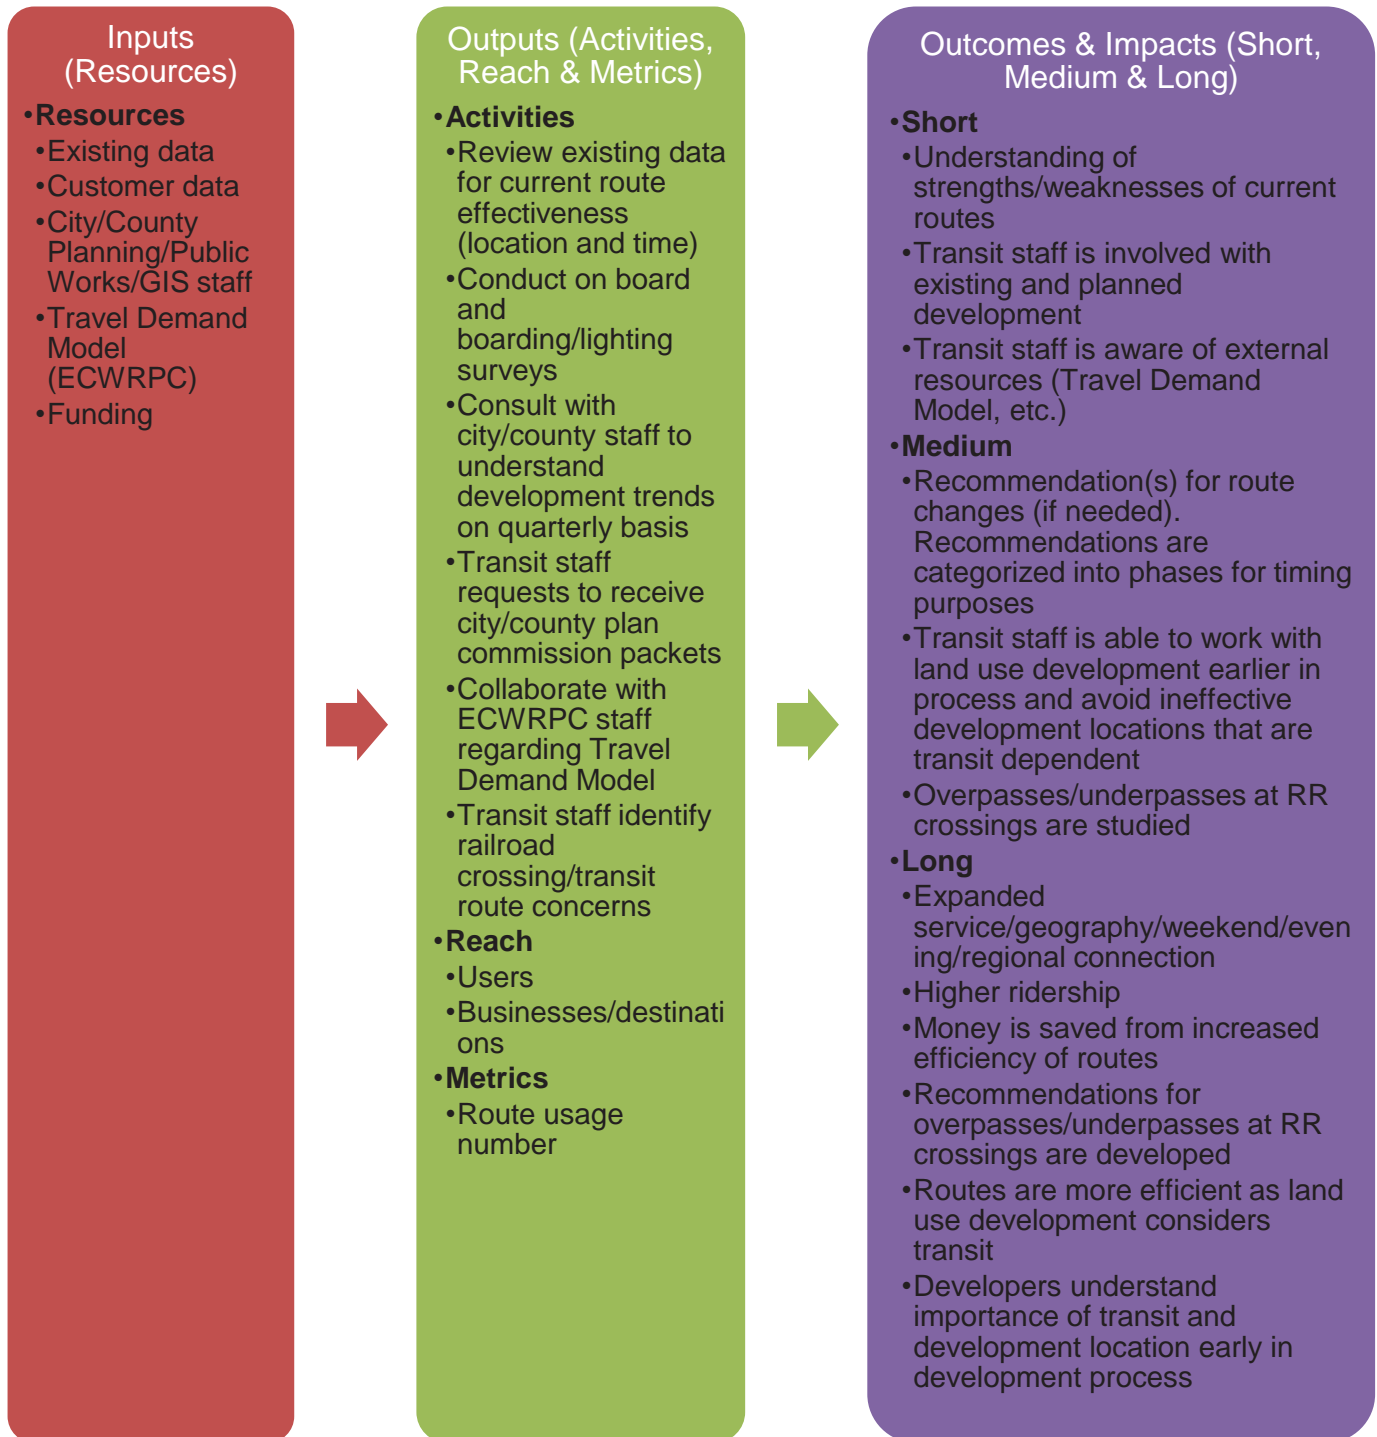 Inputs
(Resources)
•Resources
•Existing data
•Customer data
•City/County
Planning/Public
Works/GIS staff
•Travel Demand
Model
(ECWRPC)
•Funding
Outputs (Activities,
Reach & Metrics)
•Activities
•Review existing data
for current route
effectiveness
(location and time)
•Conduct on board
and
boarding/lighting
surveys
•Consult with
city/county staff to
understand
development trends
on quarterly basis
•Transit staff
requests to receive
city/county plan
commission packets
•Collaborate with
ECWRPC staff
regarding Travel
Demand Model
•Transit staff identify
railroad
crossing/transit
route concerns
•Reach
•Users
•Businesses/destinati
ons
•Metrics
•Route usage
number
Outcomes & Impacts (Short,
Medium & Long)
•Short
•Understanding of
strengths/weaknesses of current
routes
•Transit staff is involved with
existing and planned
development
•Transit staff is aware of external
resources (Travel Demand
Model, etc.)
•Medium
•Recommendation(s) for route
changes (if needed).
Recommendations are
categorized into phases for timing
purposes
•Transit staff is able to work with
land use development earlier in
process and avoid ineffective
development locations that are
transit dependent
•Overpasses/underpasses at RR
crossings are studied
•Long
•Expanded
service/geography/weekend/even
ing/regional connection
•Higher ridership
•Money is saved from increased
efficiency of routes
•Recommendations for
overpasses/underpasses at RR
crossings are developed
•Routes are more efficient as land
use development considers
transit
•Developers understand
importance of transit and
development location early in
development process